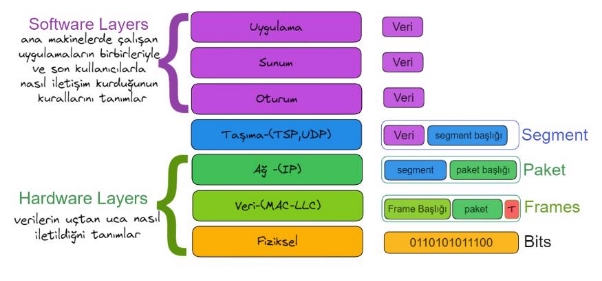 Software Layers
ana makinelerde çalışan
uygulamaların birbirleriyle
ve son kullanıcılarla
nasıl iletişim kurduğunun
kurallarını tanımlar
Uygulama
Veri
Sunum
Veri
Oturum
Veri
Taşıma-(TSP,UDP)
Veri
segment başlığı
Segment
Ağ -(IP)
segment
paket başlığı
Paket
Hardware Layers
verilerin uçtan uca nasıl
iletildiğni tanımlar
Veri-(MAC-LLC)
Frame Başlığı
paket
T
Frames
Fiziksel
0110101011100
Bits